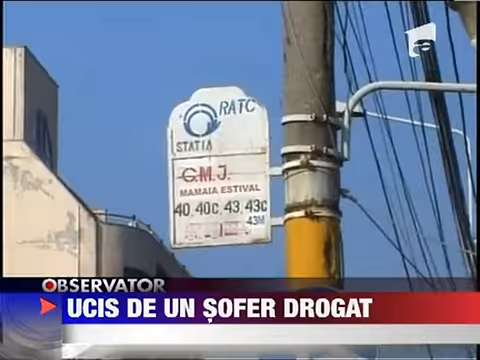 RATC
STATIA
C.M.J.
MAMAIA ESTIVAL
40, 40c, 43, 43c
43M
OBSERVATOR
UCIS DE UN ȘOFER DROGAT